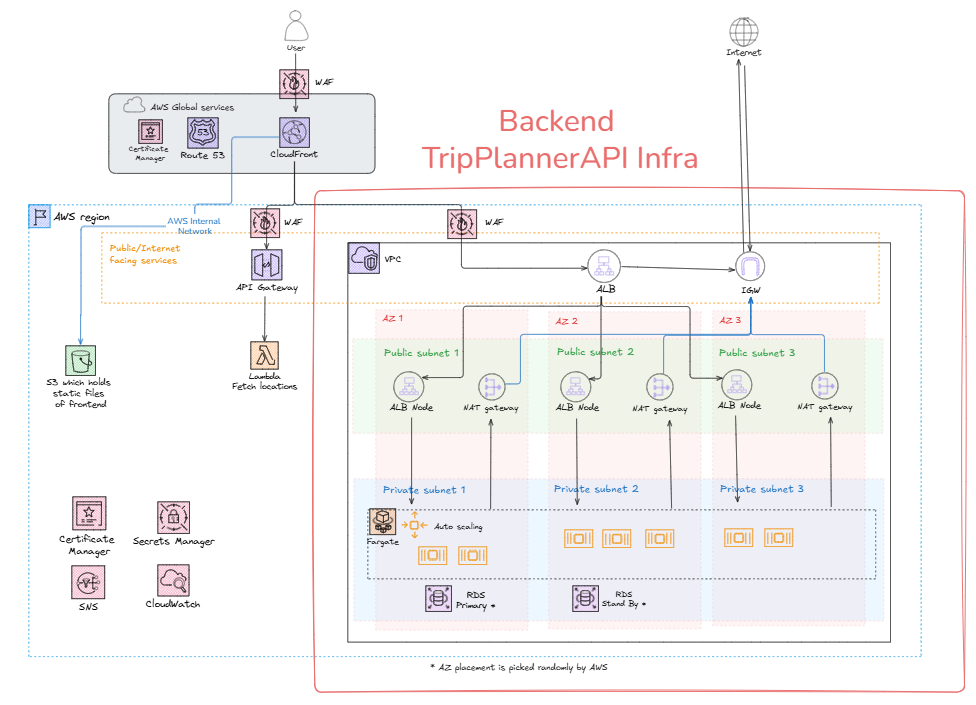 User
Internet
WAF
AWS Global services
Certificate
Manager
53
Route 53
CloudFront
Backend
TripPlannerAPI Infra
AWS region
AWS Internal
Network
WAF
WAF
Public/Internet
facing services
API Gateway
VPC
ALB
IGW
AZ 1
AZ 2
AZ 3
Public subnet 1
Public subnet 2
Public subnet 3
S3 which holds
static files
of frontend
Lambda
Fetch locations
ALB Node
NAT gateway
ALB Node
NAT gateway
ALB Node
NAT gateway
Private subnet 1
Private subnet 2
Private subnet 3
Fargate
Auto scaling
Certificate
Manager
Secrets Manager
SNS
CloudWatch
RDS
Primary *
RDS
Stand By *
* AZ placement is picked randomly by AWS